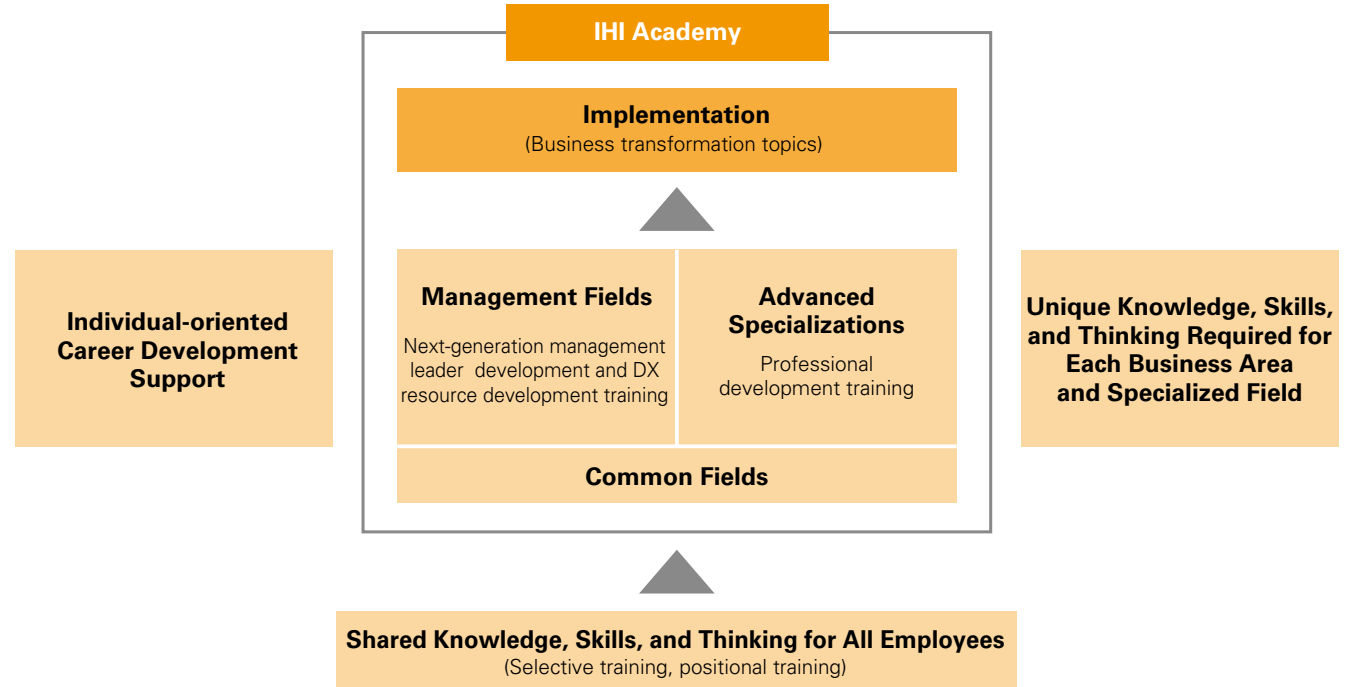 IHI Academy
Implementation
(Business transformation topics)
Individual-oriented
Career Development
Support
Management Fields
Next-generation management
leader development and DX
resource development training
Advanced
Specializations
Professional
development training
Common Fields
Unique Knowledge, Skills,
and Thinking Required for
Each Business Area
and Specialized Field
Shared Knowledge, Skills, and Thinking for All Employees
(Selective training, positional training)